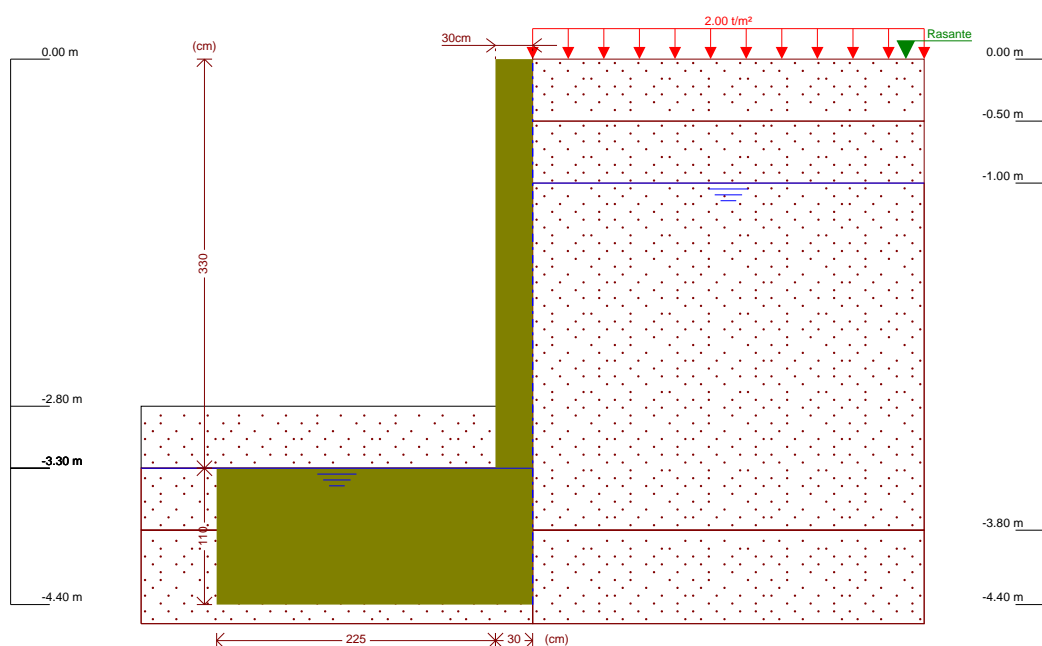 2.00 t/m²
Rasante
(cm)
30cm
0.00 m
0.00 m
-0.50 m
-1.00 m
330
-2.80 m
-3.30 m
110
-3.80 m
-4.40 m
-4.40 m
225
30
(cm)